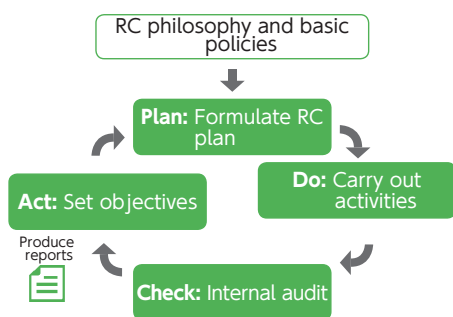 RC philosophy and basic
policies
Plan: Formulate RC
plan
Do: Carry out
activities
Act: Set objectives
Produce
reports
Check: Internal audit